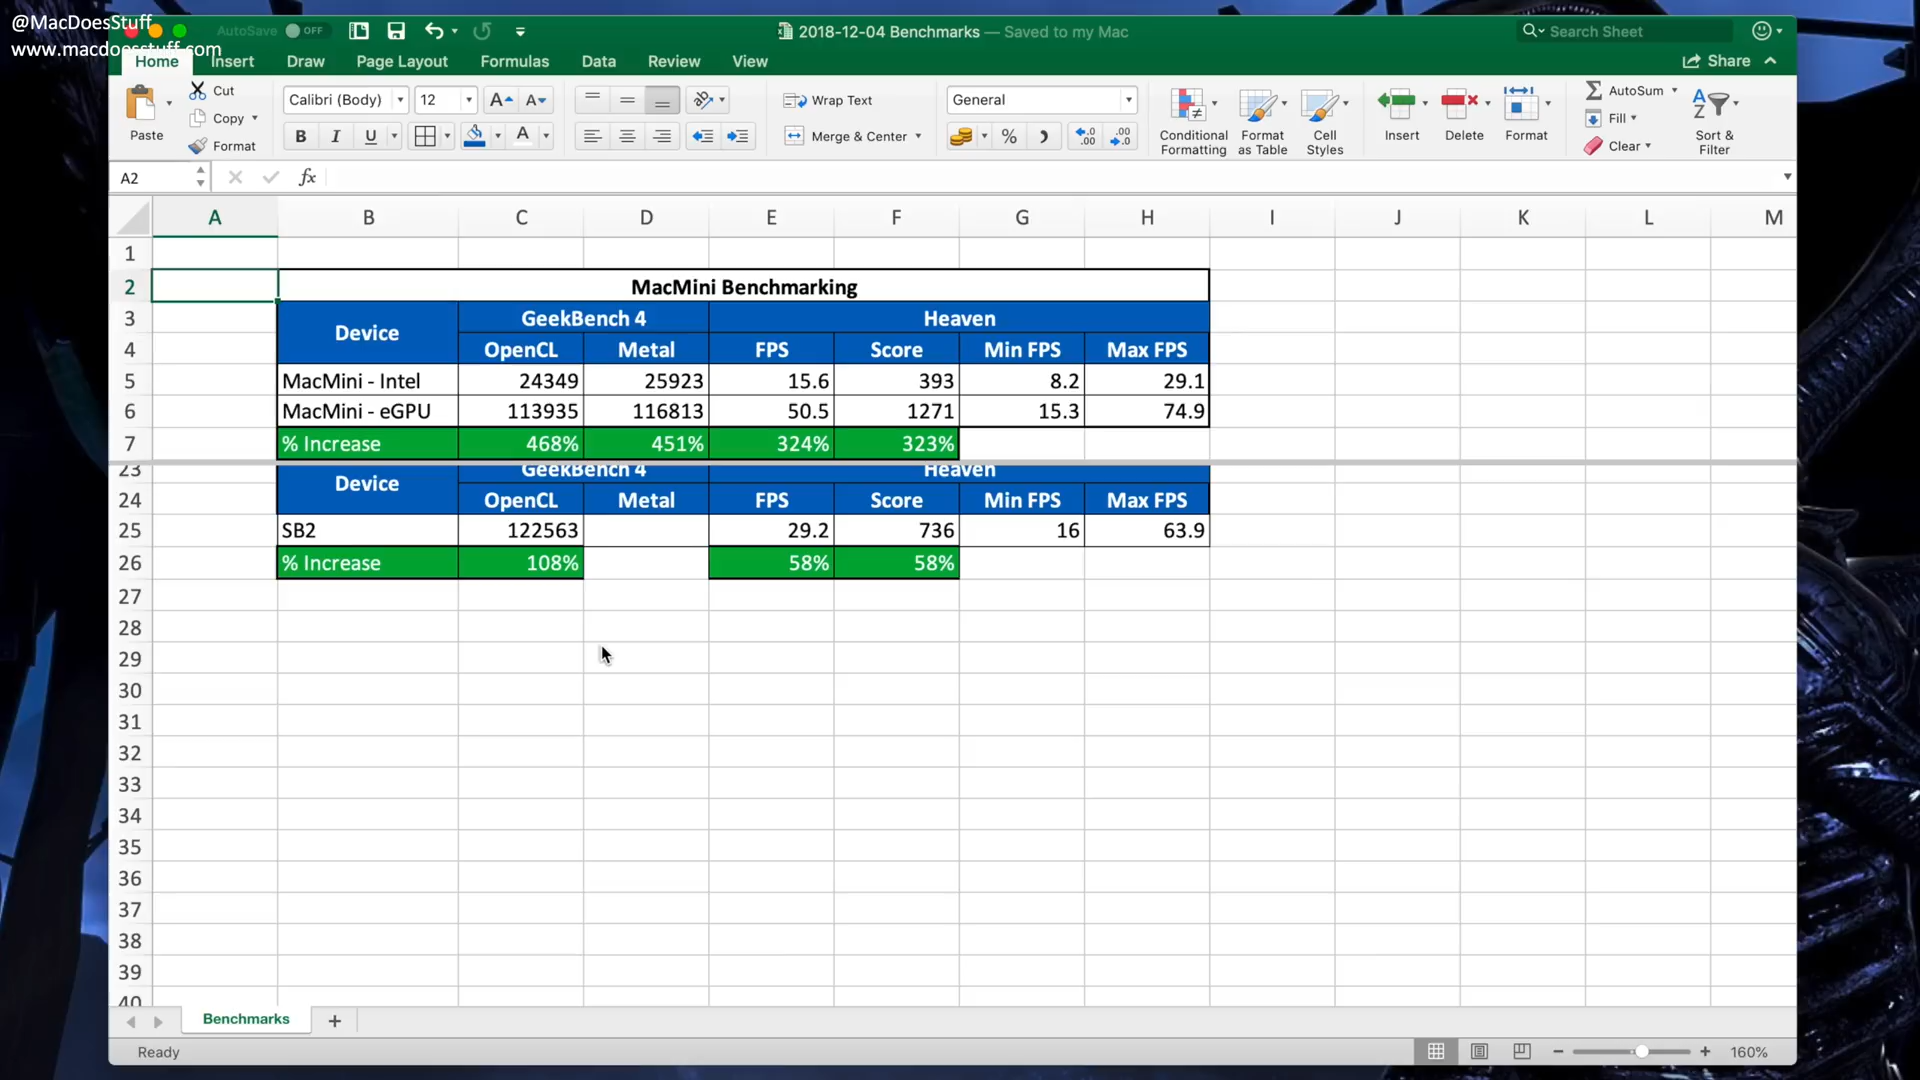 @MacDoesStuff
www.macdoesstuff.com
AutoSave OFF
2018-12-04 Benchmarks — Saved to my Mac
Search Sheet
Home Insert Draw Page Layout Formulas Data Review View Share
Paste Cut Copy Format
Calibri (Body) 12 A A
B I U A
Wrap Text
Merge & Center
General
% .0 .00 .00 .0
Conditional Formatting
Format as Table
Cell Styles
Insert Delete Format
AutoSum
Fill
Clear
Sort & Filter
A2 fx
A B C D E F G H I J K L M
1
2 MacMini Benchmarking
3 Device GeekBench 4 Heaven
4 OpenCL Metal FPS Score Min FPS Max FPS
5 MacMini - Intel 24349 25923 15.6 393 8.2 29.1
6 MacMini - eGPU 113935 116813 50.5 1271 15.3 74.9
7 % Increase 468% 451% 324% 323%
23 Device GeekBench 4 Heaven
24 OpenCL Metal FPS Score Min FPS Max FPS
25 SB2 122563 29.2 736 16 63.9
26 % Increase 108% 58% 58%
27
28
29
30
31
32
33
34
35
36
37
38
39
40
Benchmarks +
Ready 160%